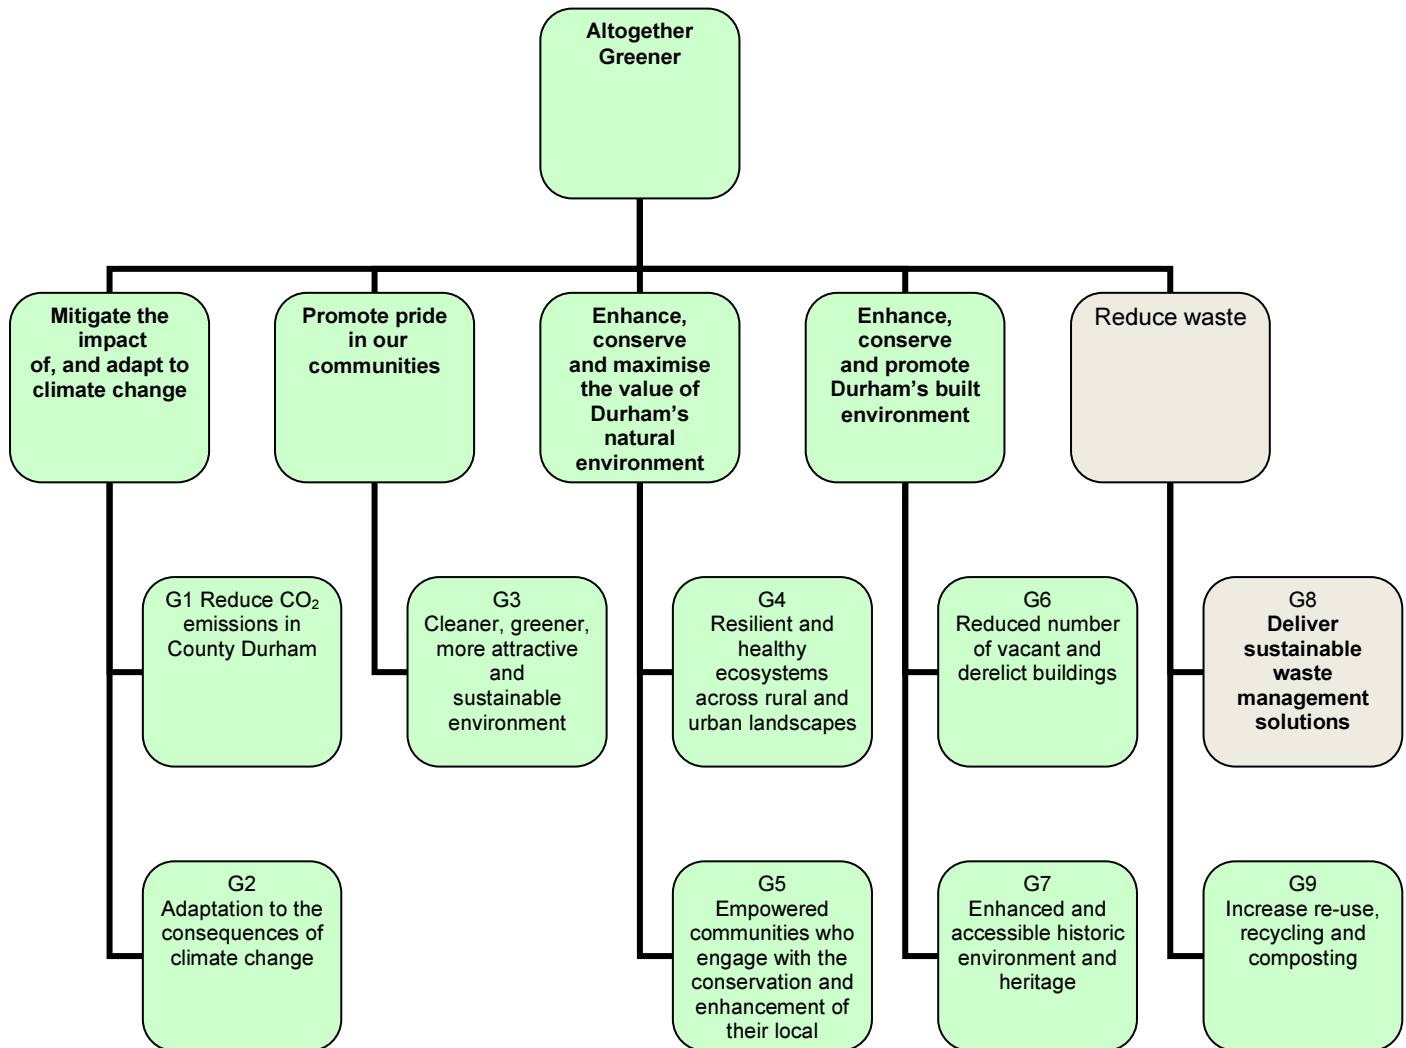 Altogether
Greener
Mitigate the
impact
of, and adapt to
climate change
Promote pride
in our
communities
Enhance,
conserve
and maximise
the value of
Durham’s
natural
environment
Enhance,
conserve
and promote
Durham’s built
environment
Reduce waste
G1 Reduce CO₂
emissions in
County Durham
G3
Cleaner, greener,
more attractive
and
sustainable
environment
G4
Resilient and
healthy
ecosystems
across rural and
urban landscapes
G6
Reduced number
of vacant and
derelict buildings
G8
Deliver
sustainable
waste
management
solutions
G2
Adaptation to the
consequences of
climate change
G5
Empowered
communities who
engage with the
conservation and
enhancement of
their local
G7
Enhanced and
accessible historic
environment and
heritage
G9
Increase re-use,
recycling and
composting